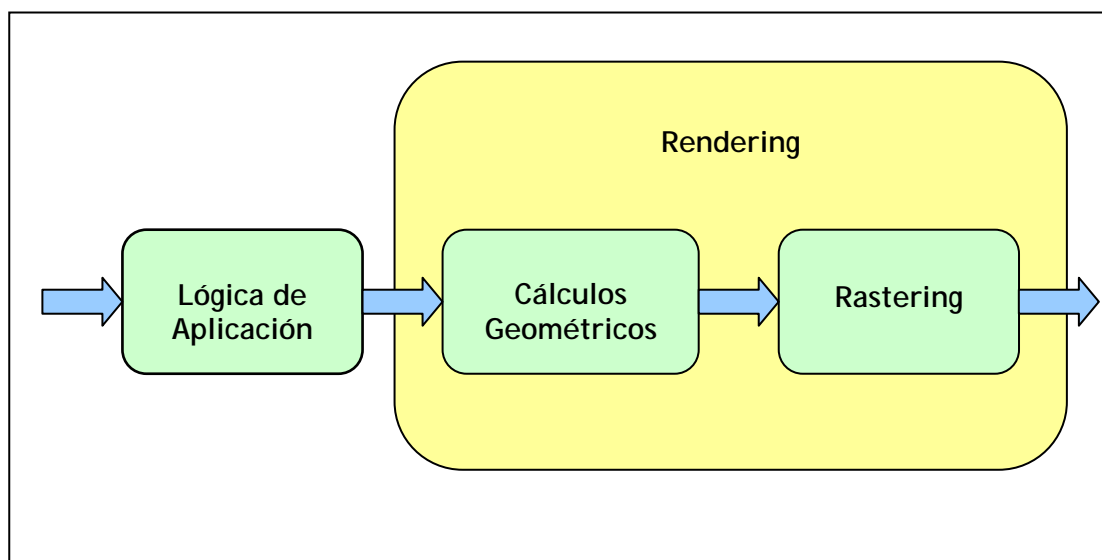 Rendering
Lógica de
Aplicación
Cálculos
Geométricos
Rastering